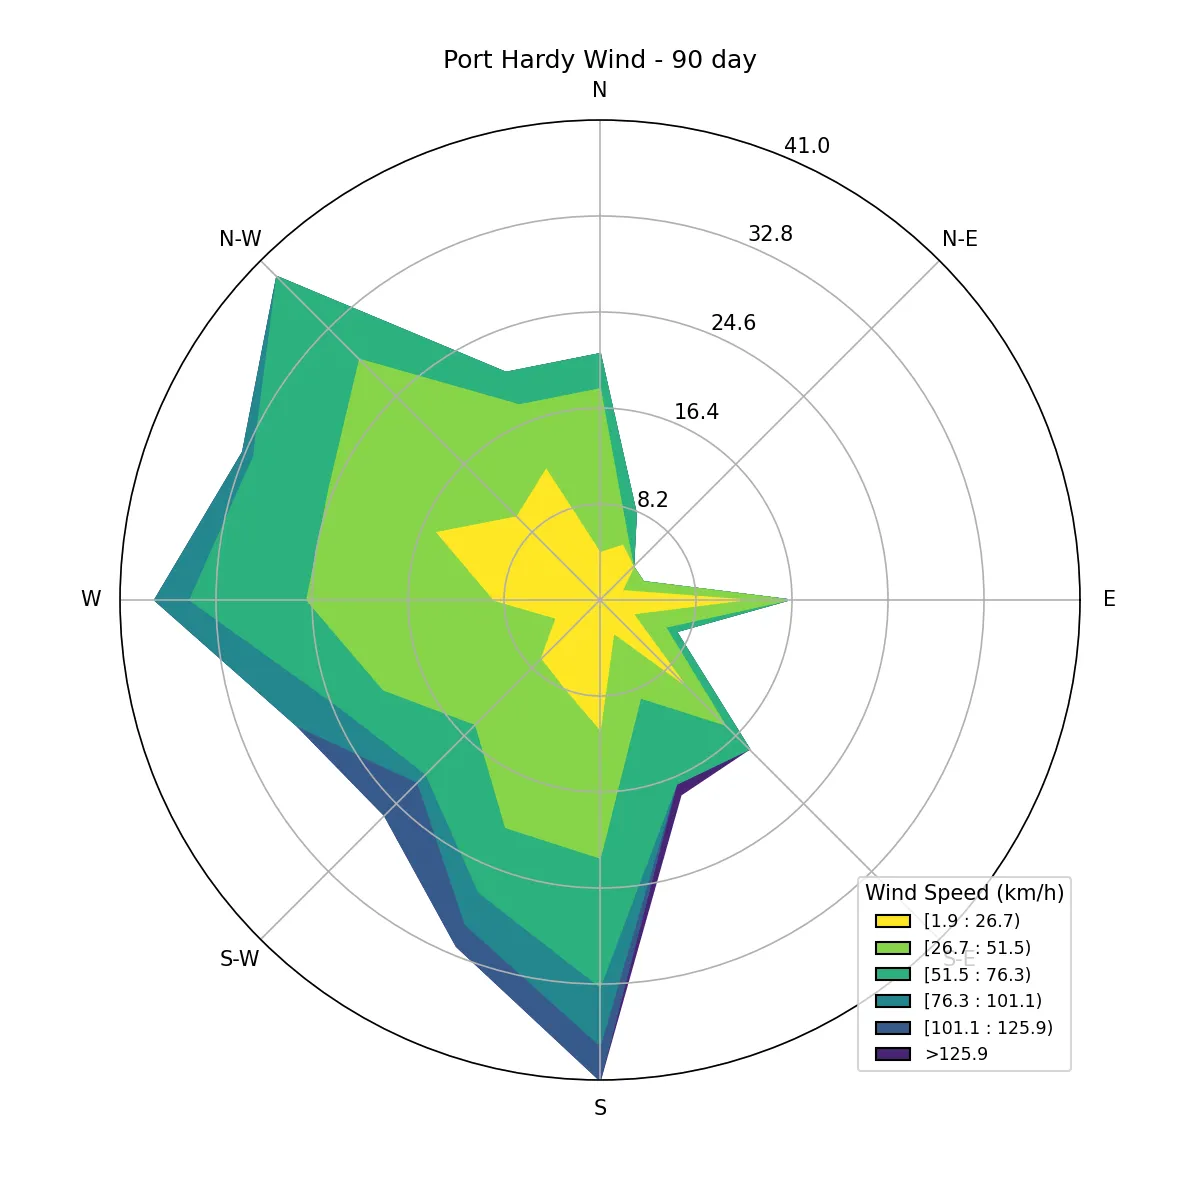 Port Hardy Wind - 90 day
N
41.0
32.8
N-W
N-E
24.6
16.4
8.2
W
E
Wind Speed (km/h)
[1.9 : 26.7)
[26.7 : 51.5)
S-W
S-E
[51.5 : 76.3)
[76.3 : 101.1)
[101.1 : 125.9)
>125.9
S